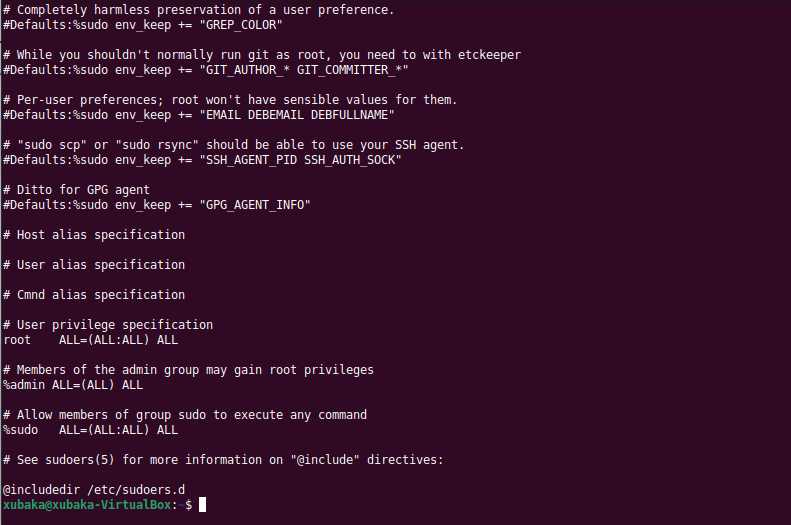 # Completely harmless preservation of a user preference.
#Defaults:%sudo env_keep += "GREP_COLOR"
# While you shouldn't normally run git as root, you need to with etckeeper
#Defaults:%sudo env_keep += "GIT_AUTHOR_* GIT_COMMITTER_*"
# Per-user preferences; root won't have sensible values for them.
#Defaults:%sudo env_keep += "EMAIL DEBEMAIL DEBFULLNAME"
# "sudo scp" or "sudo rsync" should be able to use your SSH agent.
#Defaults:%sudo env_keep += "SSH_AGENT_PID SSH_AUTH_SOCK"
# Ditto for GPG agent
#Defaults:%sudo env_keep += "GPG_AGENT_INFO"
# Host alias specification
# User alias specification
# Cmnd alias specification
# User privilege specification
root    ALL=(ALL:ALL) ALL
# Members of the admin group may gain root privileges
%admin ALL=(ALL) ALL
# Allow members of group sudo to execute any command
%sudo   ALL=(ALL:ALL) ALL
# See sudoers(5) for more information on "@include" directives:
@includedir /etc/sudoers.d
xubaka@xubaka-VirtualBox:~$